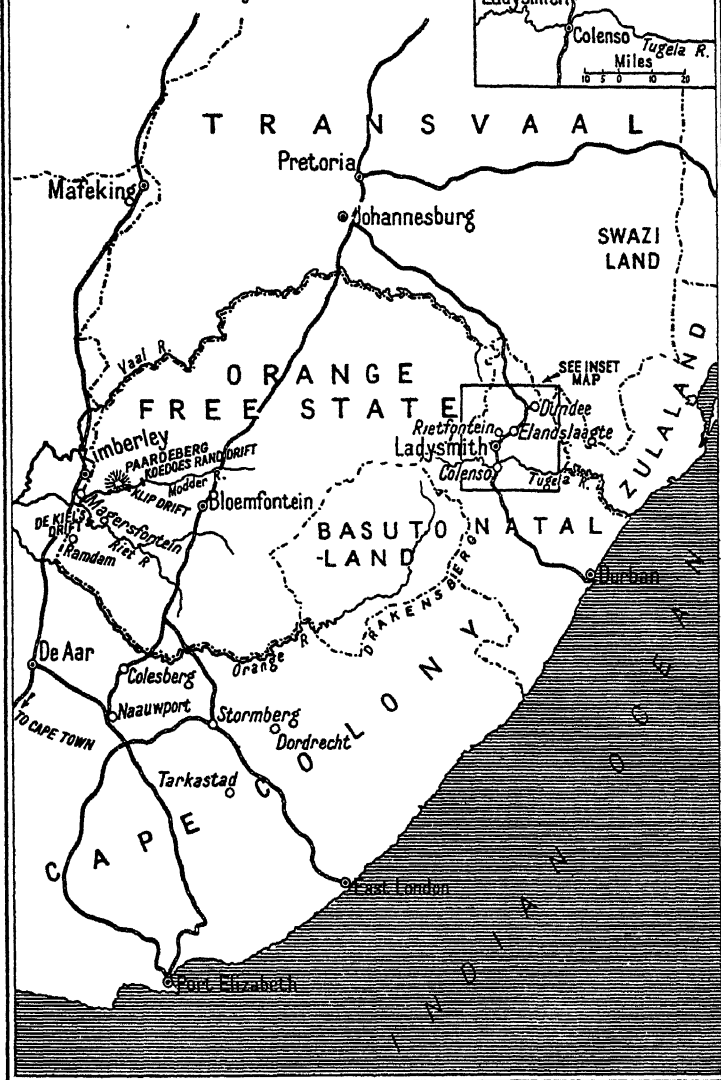 Ladysmith
Colenso
Tugela R.
Miles
10 5 0 10 20
TRANSVAAL
Pretoria
Mafeking
Johannesburg
SWAZI
LAND
Vaal R.
ORANGE
FREE STATE
SEE INSET
MAP
ZULALAND
Dundee
Rietfontein
Elandslaagte
Ladysmith
Colenso
Tugela R.
Kimberley
PAARDEBERG
KOEDOES RAND DRIFT
Modder R.
KLIP DRIFT
Bloemfontein
Magersfontein
DE KIEL'S
DRIFT
Riet R
Ramdam
BASUTO
-LAND
NATAL
DRAKENSBERG
Durban
De Aar
Orange R
Colesberg
Naauwport
TO CAPE TOWN
Stormberg
Dordrecht
Tarkastad
CAPE COLONY
East London
Port Elizabeth
INDIAN OCEAN